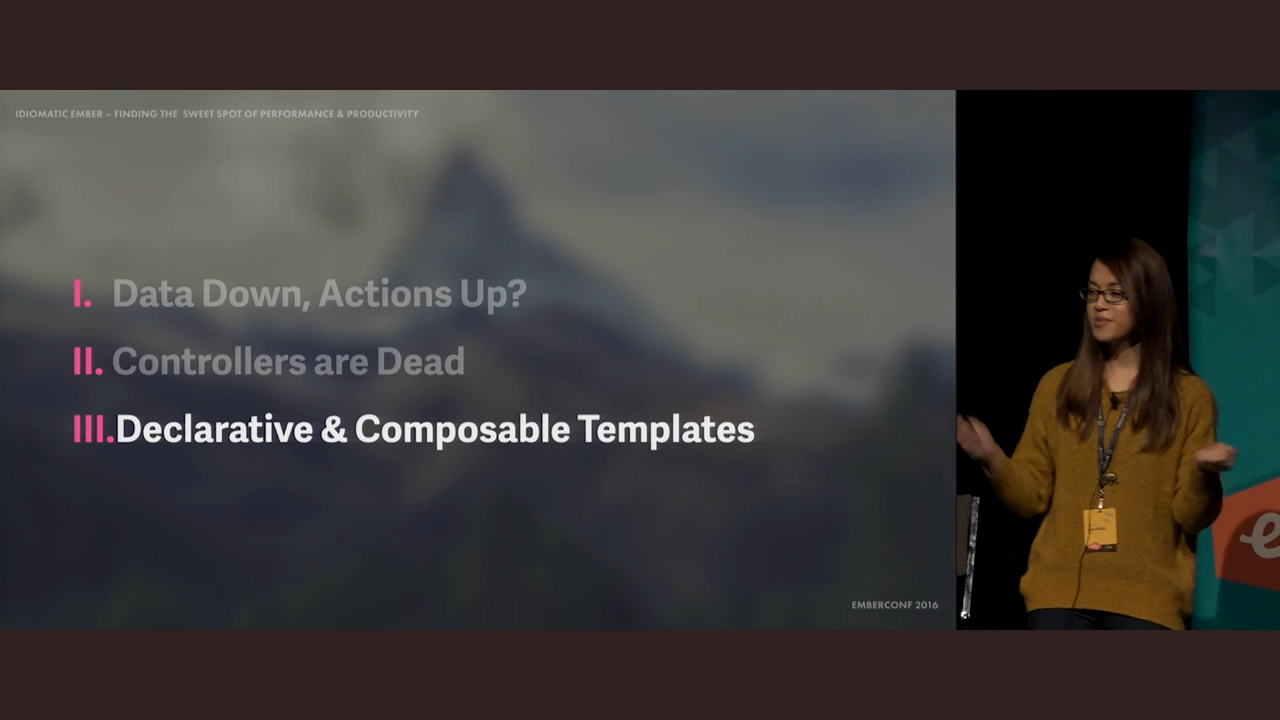 IDIOMATIC EMBER – FINDING THE SWEET SPOT OF PERFORMANCE & PRODUCTIVITY
I. Data Down, Actions Up?
II. Controllers are Dead
III. Declarative & Composable Templates
EMBERCONF 2016
e